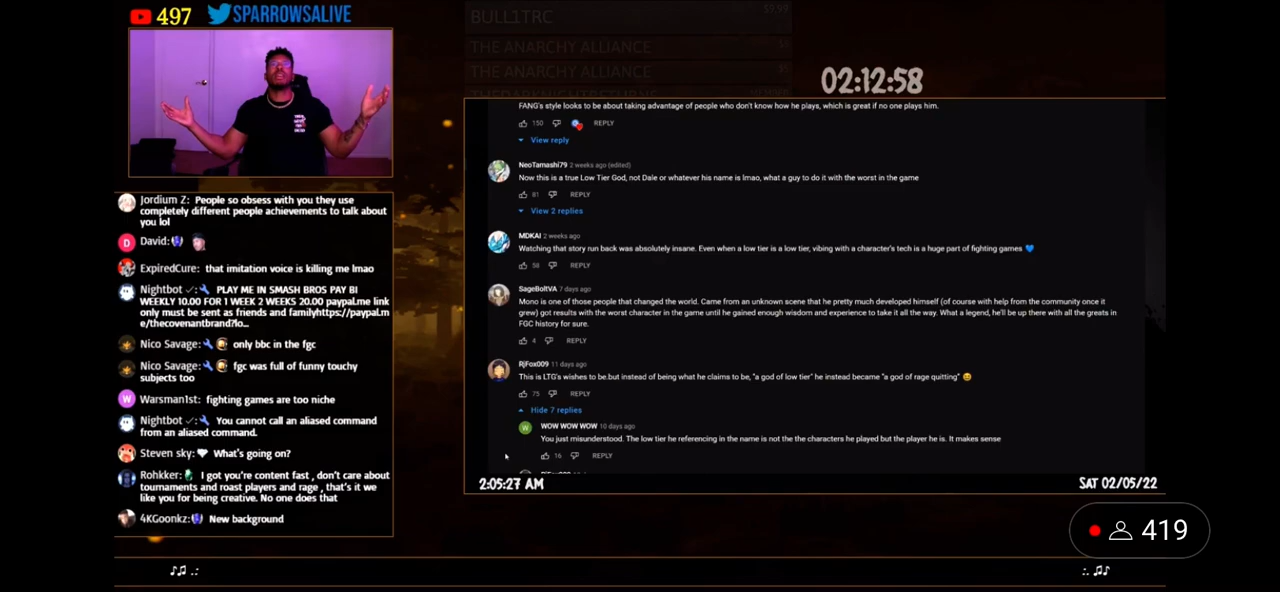 497 SPARROWSALIVE
BULL1TRC $9.99
THE ANARCHY ALLIANCE $5
THE ANARCHY ALLIANCE $5
02:12:58
FANG's style looks to be about taking advantage of people who don't know how he plays, which is great if no one plays him.
150 REPLY
View reply
NeoTamashi79 2 weeks ago (edited)
Now this is a true Low Tier God, not Dale or whatever his name is lmao, what a guy to do it with the worst in the game
81 REPLY
View 2 replies
MDKAI 2 weeks ago
Watching that story run back was absolutely insane. Even when a low tier is a low tier, vibing with a character's tech is a huge part of fighting games 💙
58 REPLY
SageBoltVA 7 days ago
Mono is one of those people that changed the world. Came from an unknown scene that he pretty much developed himself (of course with help from the community once it
grew) got results with the worst character in the game until he gained enough wisdom and experience to take it all the way. What a legend, he'll be up there with all the greats in
FGC history for sure.
4 REPLY
RjFox009 11 days ago
This is LTG's wishes to be.but instead of being what he claims to be, "a god of low tier" he instead became "a god of rage quitting" 😆
75 REPLY
Hide 7 replies
W WOW WOW WOW 10 days ago
You just misunderstood. The low tier he referencing in the name is not the the characters he played but the player he is. It makes sense
16 REPLY
2:05:27 AM SAT 02/05/22
Jordium Z: People so obsess with you they use
completely different people achievements to talk about
you lol
D David:
ExpiredCure: that imitation voice is killing me lmao
Nightbot ✓: PLAY ME IN SMASH BROS PAY BI
WEEKLY 10.00 FOR 1 WEEK 2 WEEKS 20.00 paypal.me link
only must be sent as friends and familyhttps://paypal.m
e/thecovenantbrand?lo...
Nico Savage: only bbc in the fgc
Nico Savage: fgc was full of funny touchy
subjects too
W Warsman1st: fighting games are too niche
Nightbot ✓: You cannot call an aliased command
from an aliased command.
Steven sky: What's going on?
Rohkker: I got you're content fast , don't care about
tournaments and roast players and rage , that's it we
like you for being creative. No one does that
4KGoonkz: New background
419